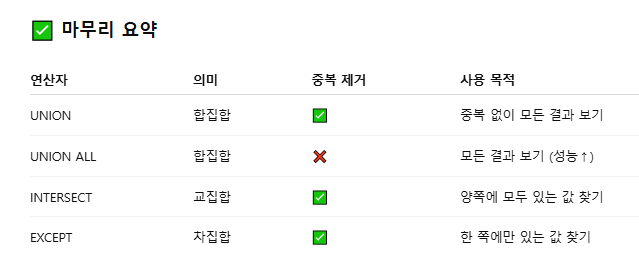 ✅ 마무리 요약
연산자 의미 중복 제거 사용 목적
UNION 합집합 ✅ 중복 없이 모든 결과 보기
UNION ALL 합집합 ❌ 모든 결과 보기 (성능↑)
INTERSECT 교집합 ✅ 양쪽에 모두 있는 값 찾기
EXCEPT 차집합 ✅ 한 쪽에만 있는 값 찾기